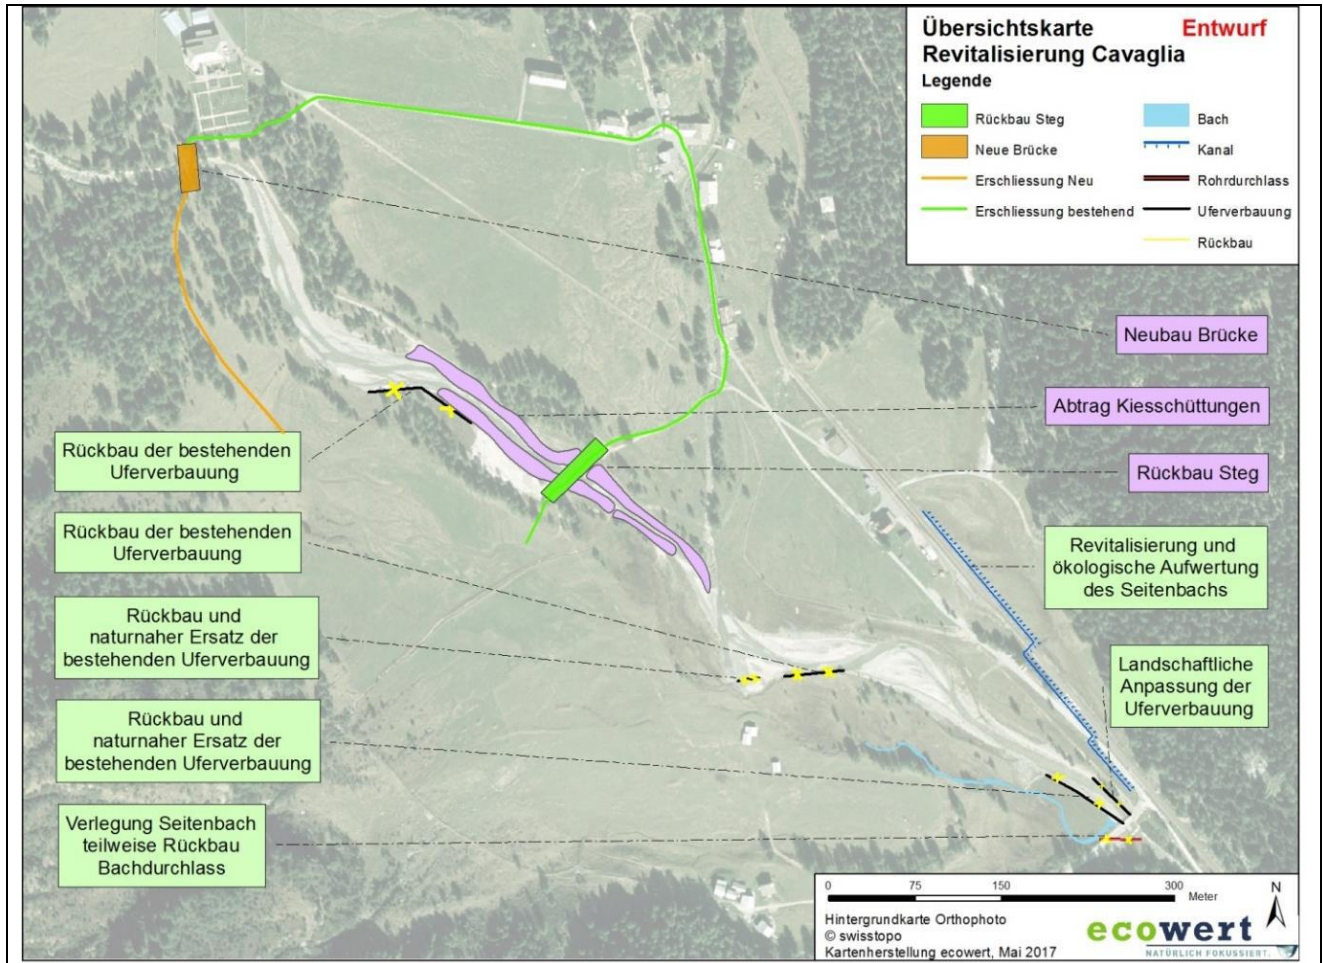 Übersichtskarte Entwurf
Revitalisierung Cavaglia
Legende
Rückbau Steg
Neue Brücke
Erschliessung Neu
Erschliessung bestehend
Bach
Kanal
Rohrdurchlass
Uferverbauung
Rückbau
Neubau Brücke
Abtrag Kiesschüttungen
Rückbau Steg
Revitalisierung und
ökologische Aufwertung
des Seitenbachs
Landschaftliche
Anpassung der
Uferverbauung
Rückbau der bestehenden
Uferverbauung
Rückbau der bestehenden
Uferverbauung
Rückbau und
naturnaher Ersatz der
bestehenden Uferverbauung
Rückbau und
naturnaher Ersatz der
bestehenden Uferverbauung
Verlegung Seitenbach
teilweise Rückbau
Bachdurchlass
0 75 150 300
Meter
N
Hintergrundkarte Orthophoto
© swisstopo
Kartenherstellung ecowert, Mai 2017
ecowert
NATÜRLICH FOKUSSIERT.